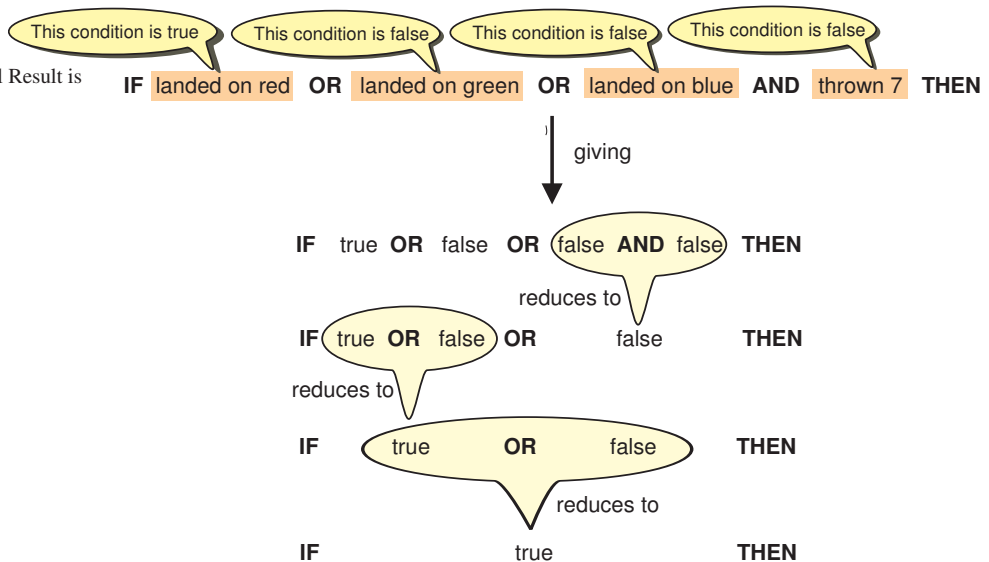 This condition is true This condition is false This condition is false This condition is false
Result is
IF landed on red OR landed on green OR landed on blue AND thrown 7 THEN
giving
IF true OR false OR false AND false THEN
reduces to
IF true OR false OR false THEN
reduces to
IF true OR false THEN
reduces to
IF true THEN